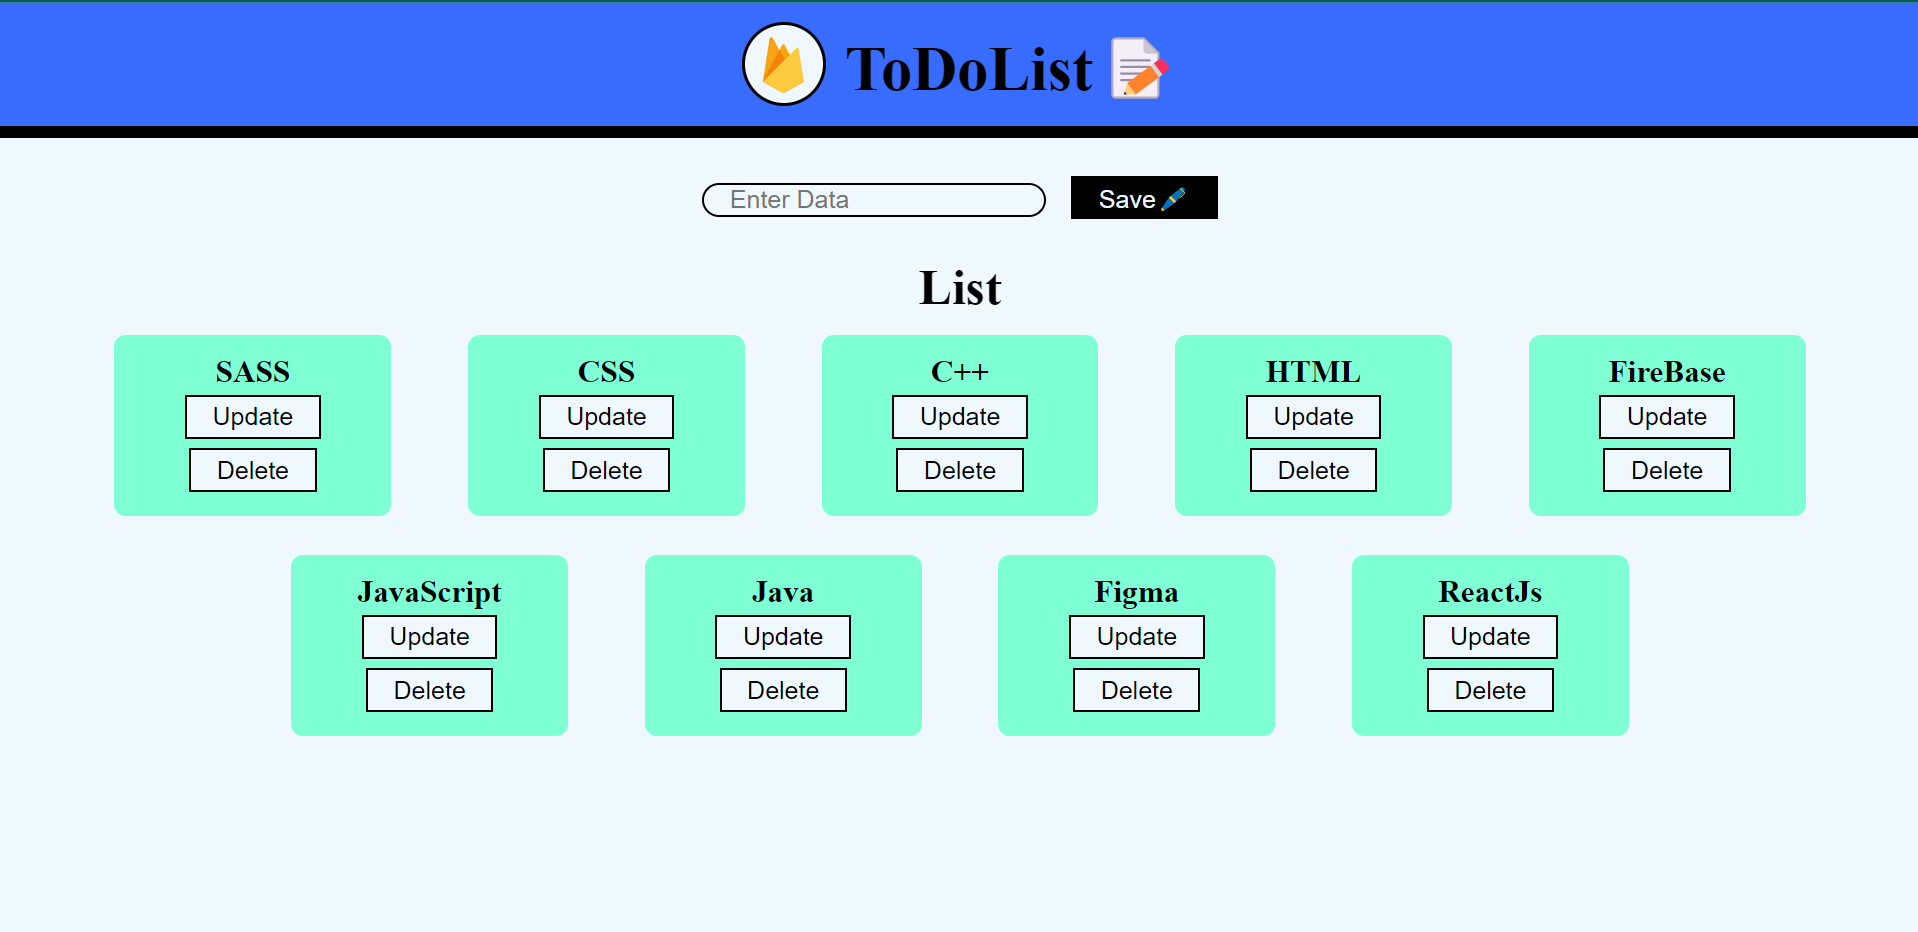 ToDoList
Enter Data
Save
List
SASS CSS C++ HTML FireBase
Update Update Update Update Update
Delete Delete Delete Delete Delete
JavaScript Java Figma ReactJs
Update Update Update Update
Delete Delete Delete Delete